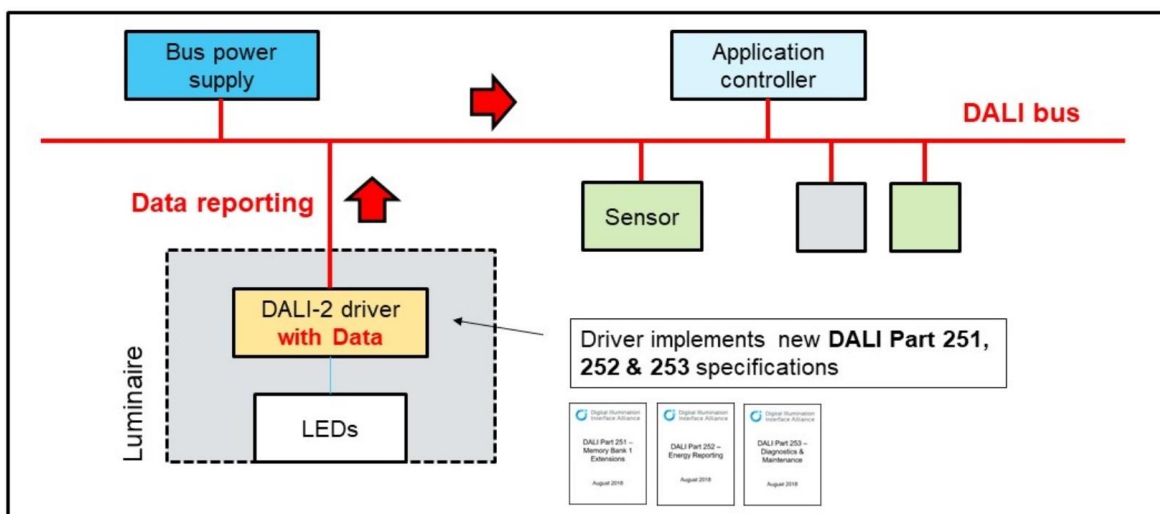 Bus power
supply
Application
controller
DALI bus
Data reporting
Sensor
Luminaire
DALI-2 driver
with Data
LEDs
Driver implements new DALI Part 251,
252 & 253 specifications
Digital Illumination
Interface Alliance
DALI Part 251 –
Memory Bank 1
Extensions
August 2018
Digital Illumination
Interface Alliance
DALI Part 252 –
Energy Reporting
August 2018
Digital Illumination
Interface Alliance
DALI Part 253 –
Diagnostics &
Maintenance
August 2018